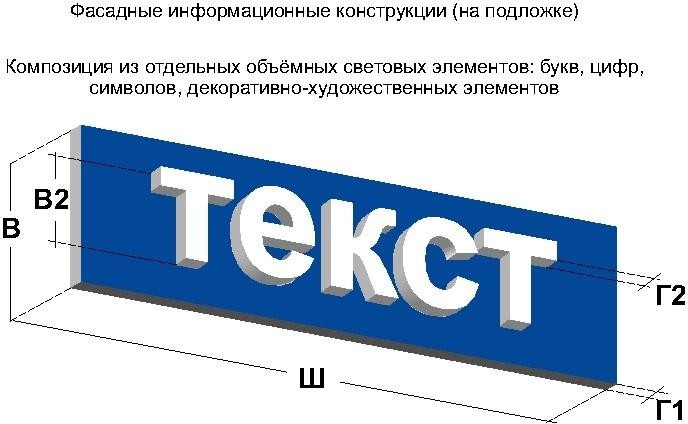 Фасадные информационные конструкции (на подложке)
Композиция из отдельных объёмных световых элементов: букв, цифр,
символов, декоративно-художественных элементов
В
В2
текст
Г2
Ш
Г1